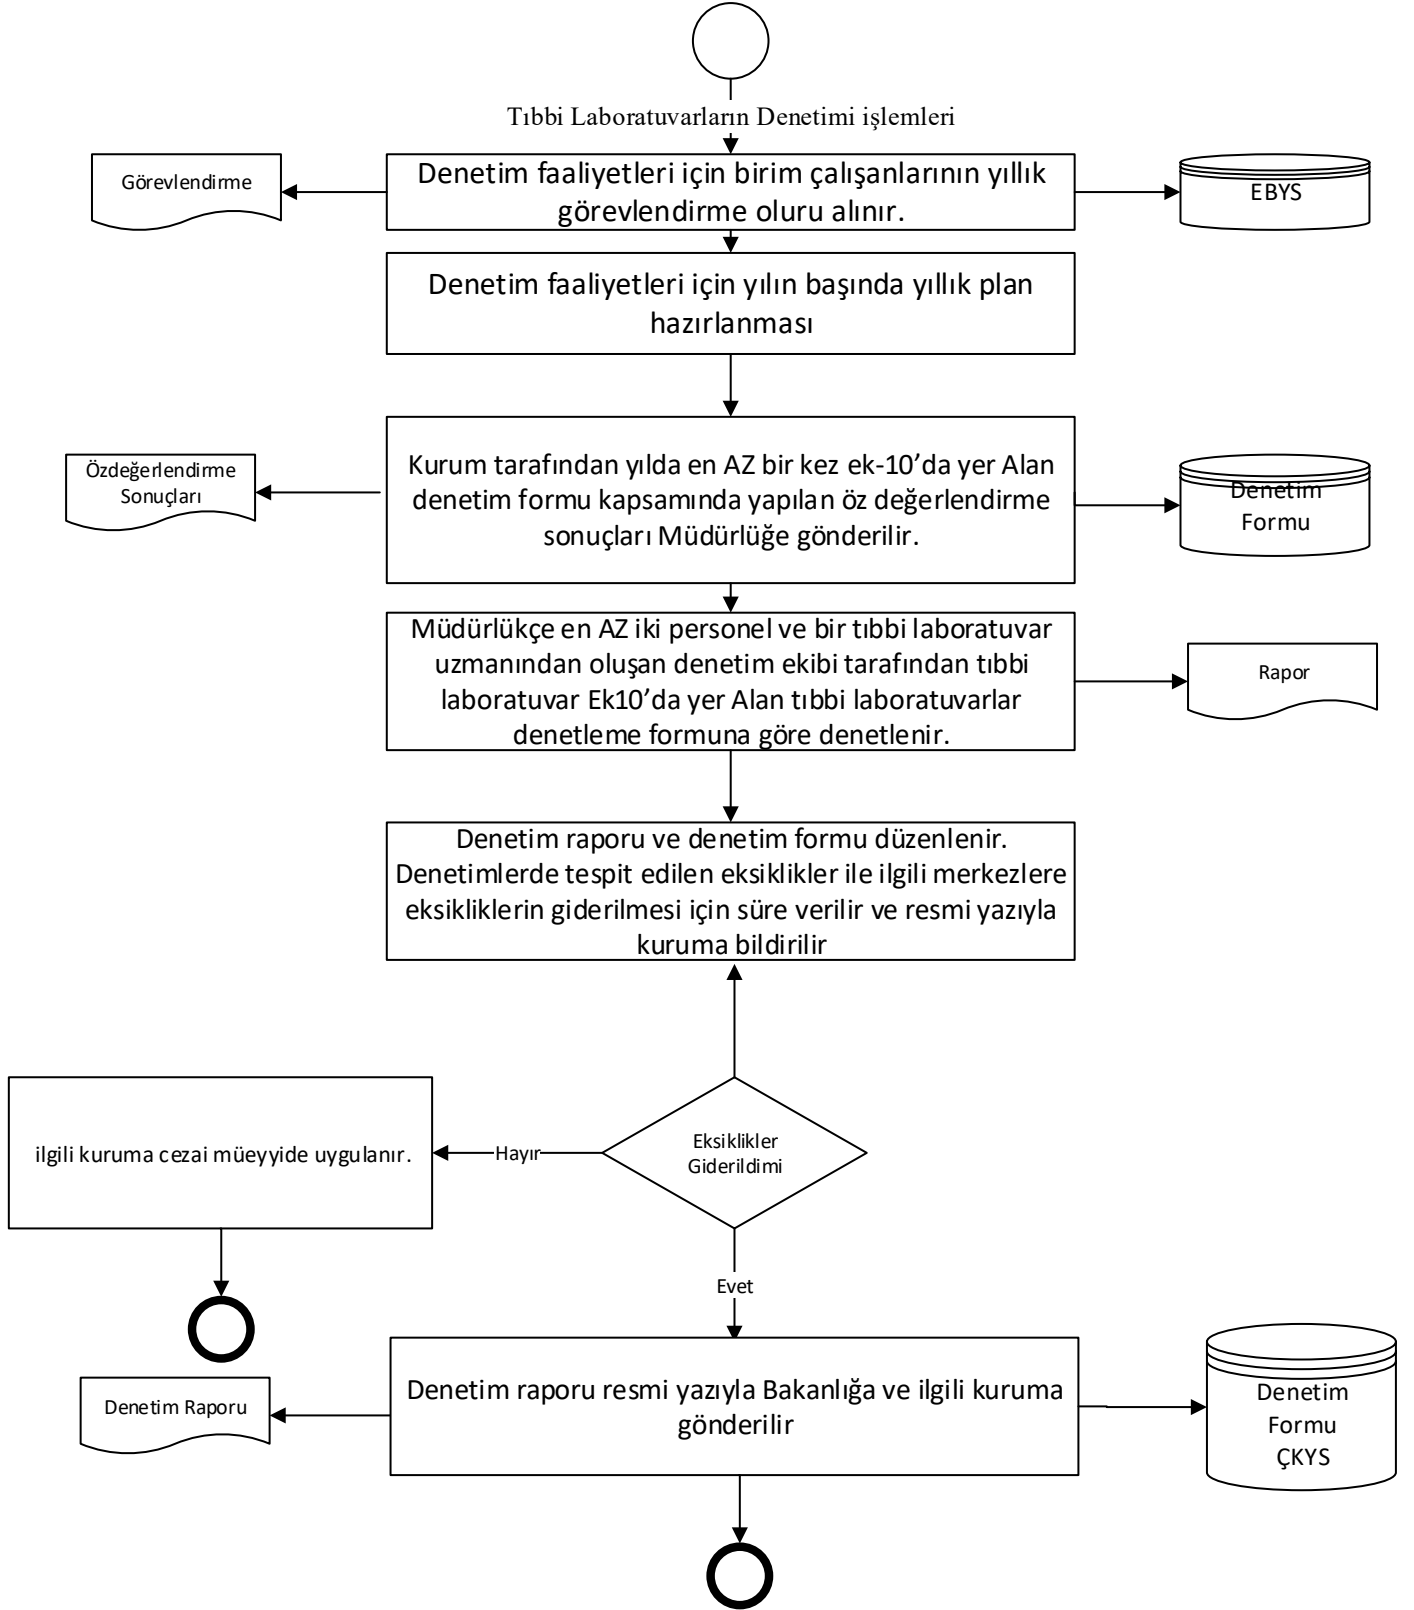 Tıbbi Laboratuvarların Denetimi işlemleri
Görevlendirme
Denetim faaliyetleri için birim çalışanlarının yıllık
görevlendirme oluru alınır.
EBYS
Denetim faaliyetleri için yılın başında yıllık plan
hazırlanması
Özdeğerlendirme
Sonuçları
Kurum tarafından yılda en AZ bir kez ek-10’da yer Alan
denetim formu kapsamında yapılan öz değerlendirme
sonuçları Müdürlüğe gönderilir.
Denetim
Formu
Müdürlükçe en AZ iki personel ve bir tıbbi laboratuvar
uzmanından oluşan denetim ekibi tarafından tıbbi
laboratuvar Ek10’da yer Alan tıbbi laboratuvarlar
denetleme formuna göre denetlenir.
Rapor
Denetim raporu ve denetim formu düzenlenir.
Denetimlerde tespit edilen eksiklikler ile ilgili merkezlere
eksikliklerin giderilmesi için süre verilir ve resmi yazıyla
kuruma bildirilir
ilgili kuruma cezai müeyyide uygulanır.
Hayır
Eksiklikler
Giderildimi
Evet
Denetim Raporu
Denetim raporu resmi yazıyla Bakanlığa ve ilgili kuruma
gönderilir
Denetim
Formu
ÇKYS